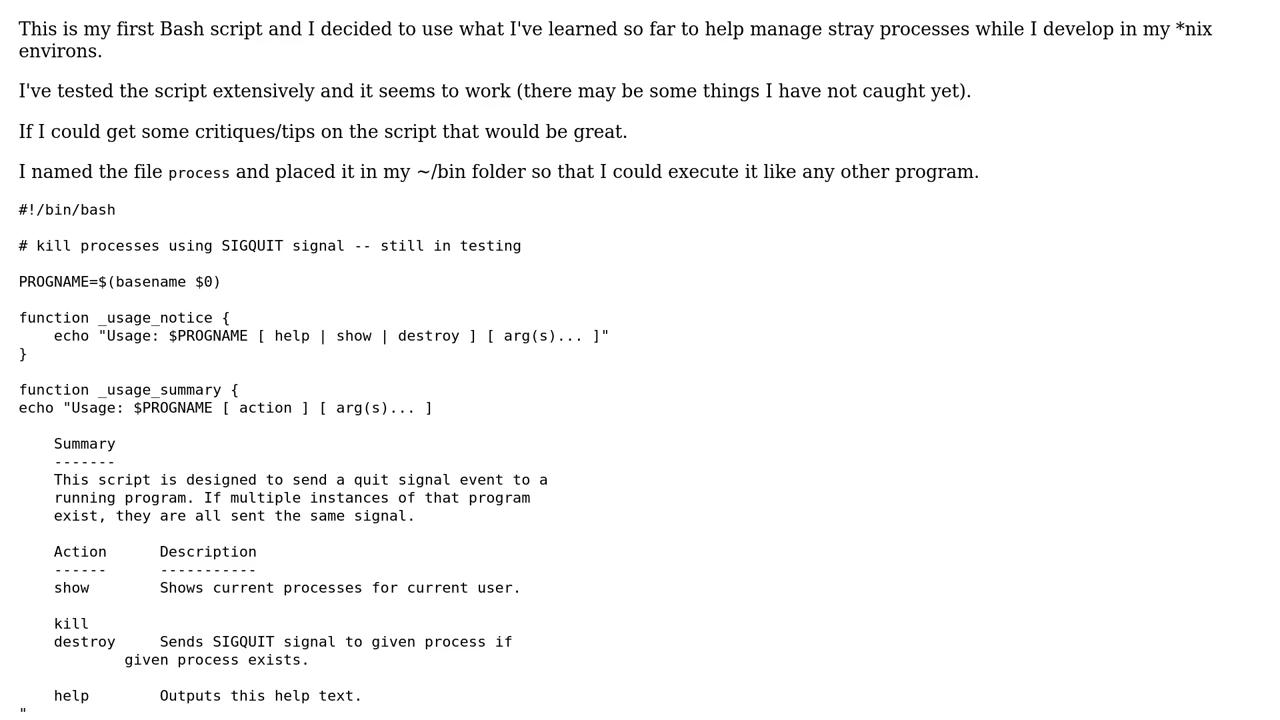 This is my first Bash script and I decided to use what I've learned so far to help manage stray processes while I develop in my *nix
environs.
I've tested the script extensively and it seems to work (there may be some things I have not caught yet).
If I could get some critiques/tips on the script that would be great.
I named the file process and placed it in my ~/bin folder so that I could execute it like any other program.
#!/bin/bash
# kill processes using SIGQUIT signal -- still in testing
PROGNAME=$(basename $0)
function _usage_notice {
    echo "Usage: $PROGNAME [ help | show | destroy ] [ arg(s)... ]"
}
function _usage_summary {
echo "Usage: $PROGNAME [ action ] [ arg(s)... ]
    Summary
    -------
    This script is designed to send a quit signal event to a
    running program. If multiple instances of that program
    exist, they are all sent the same signal.
    Action      Description
    ------      -----------
    show        Shows current processes for current user.
    kill
    destroy     Sends SIGQUIT signal to given process if
            given process exists.
    help        Outputs this help text.
"